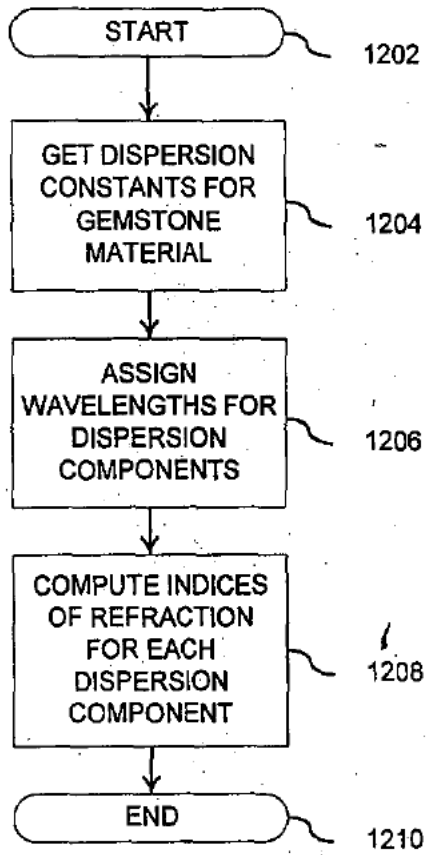 START
1202
GET DISPERSION
CONSTANTS FOR
GEMSTONE
MATERIAL
1204
ASSIGN
WAVELENGTHS FOR
DISPERSION
COMPONENTS
1206
COMPUTE INDICES
OF REFRACTION
FOR EACH
DISPERSION
COMPONENT
1208
END
1210